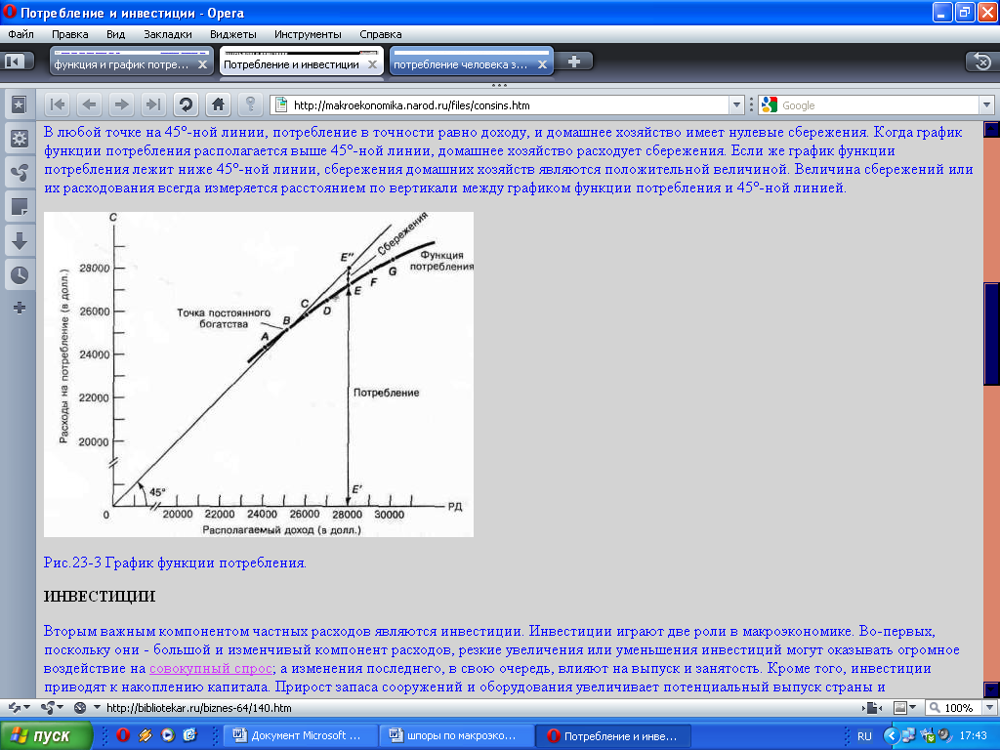 Потребление и инвестиции - Opera
Файл Правка Вид Закладки Виджеты Инструменты Справка
функция и график потре... Потребление и инвестиции потребление человека з...
http://makroekonomika.narod.ru/files/consins.htm Google
В любой точке на 45°-ной линии, потребление в точности равно доходу, и домашнее хозяйство имеет нулевые сбережения. Когда график
функции потребления располагается выше 45°-ной линии, домашнее хозяйство расходует сбережения. Если же график функции
потребления лежит ниже 45°-ной линии, сбережения домашних хозяйств являются положительной величиной. Величина сбережений или
их расходования всегда измеряется расстоянием по вертикали между графиком функции потребления и 45°-ной линией.
C
Расходы на потребление (в долл.)
28000
26000
24000
22000
20000
Сбережения
E"
Функция
потребления
G
F
E
D
C
B
A
Точка постоянного
богатства
Потребление
E'
45°
0 20000 22000 24000 26000 28000 30000 РД
Располагаемый доход (в долл.)
Рис.23-3 График функции потребления.
ИНВЕСТИЦИИ
Вторым важным компонентом частных расходов являются инвестиции. Инвестиции играют две роли в макроэкономике. Во-первых,
поскольку они - большой и изменчивый компонент расходов, резкие увеличения или уменьшения инвестиций могут оказывать огромное
воздействие на совокупный спрос; а изменения последнего, в свою очередь, влияют на выпуск и занятость. Кроме того, инвестиции
приводят к накоплению капитала. Прирост запаса сооружений и оборудования увеличивает потенциальный выпуск страны и
http://bibliotekar.ru/biznes-64/140.htm 100%
пуск Документ Microsoft ... шпоры по макроэко... Потребление и инве... RU 17:43